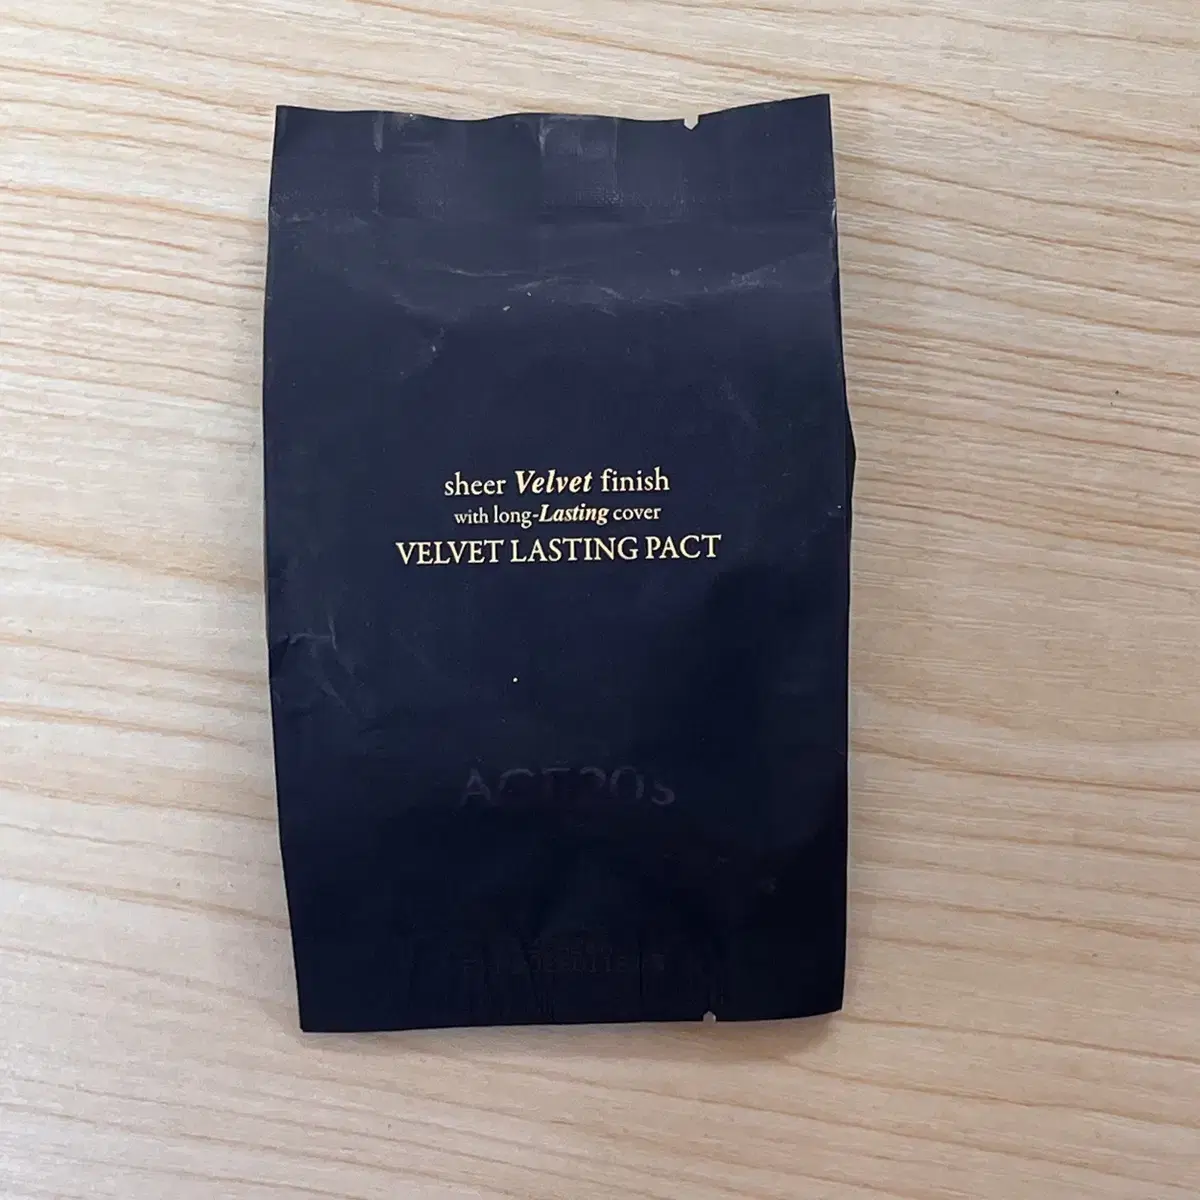 sheer Velvet finish
with long-Lasting cover
VELVET LASTING PACT